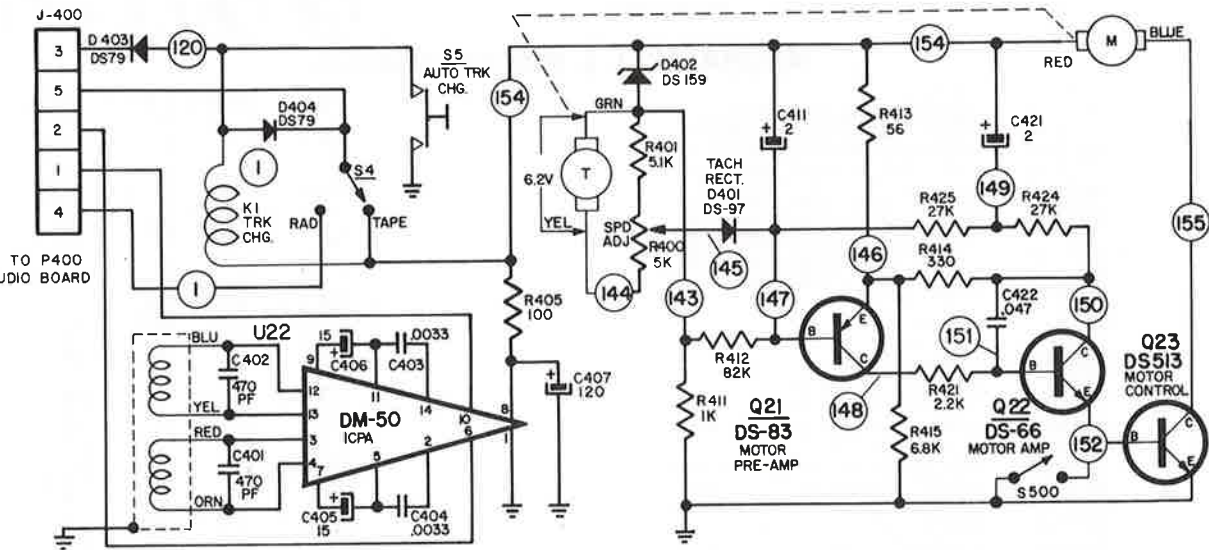 J-400
3
5
2
1
4
TO P400
UDIO BOARD
D403
DS79
120
S5
AUTO TRK
CHG.
D404
DS79
1
S4
K1
TRK
CHG.
RAD
TAPE
1
154
R405
100
C407
120
+
U22
BLU
C402
470
PF
YEL
RED
C401
470
PF
ORN
DM-50
ICPA
9
12
13
3
4
7
11
14
10
6
8
1
5
2
15
+
C406
.0033
C403
C405
15
+
C404
.0033
D402
DS 159
GRN
6.2V
T
YEL
R401
5.1K
SPD
ADJ
R400
5K
144
TACH
RECT.
D401
DS-97
145
143
147
C411
2
+
R413
56
146
154
C421
2
+
149
R425
27K
R424
27K
R414
330
C422
.047
150
151
R412
82K
R411
1K
B
E
C
148
Q21
DS-83
MOTOR
PRE-AMP
R421
2.2K
R415
6.8K
B
C
E
Q22
DS-66
MOTOR AMP
152
S500
Q23
DS513
MOTOR
CONTROL
B
C
E
155
M
RED
BLUE